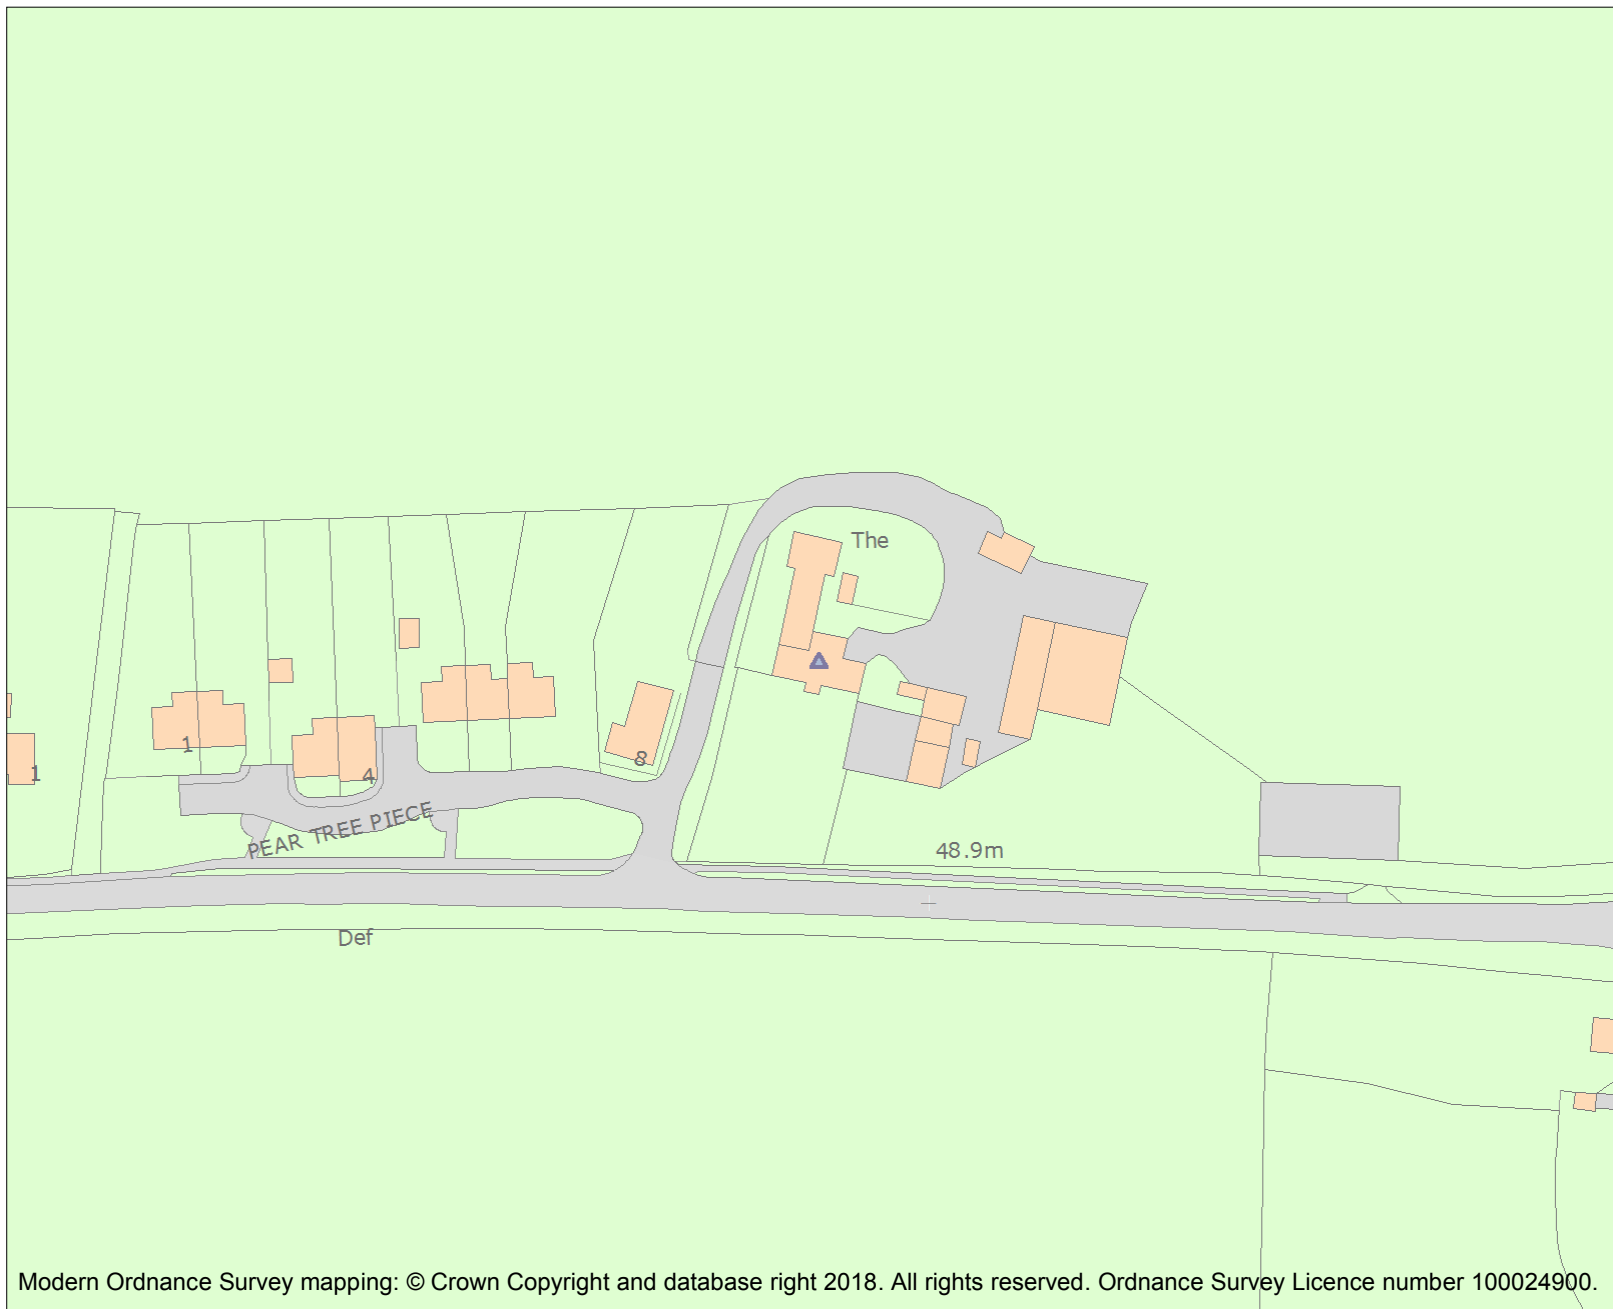 The
1
1
4
8
PEAR TREE PIECE
48.9m
Def
Modern Ordnance Survey mapping: © Crown Copyright and database right 2018. All rights reserved. Ordnance Survey Licence number 100024900.